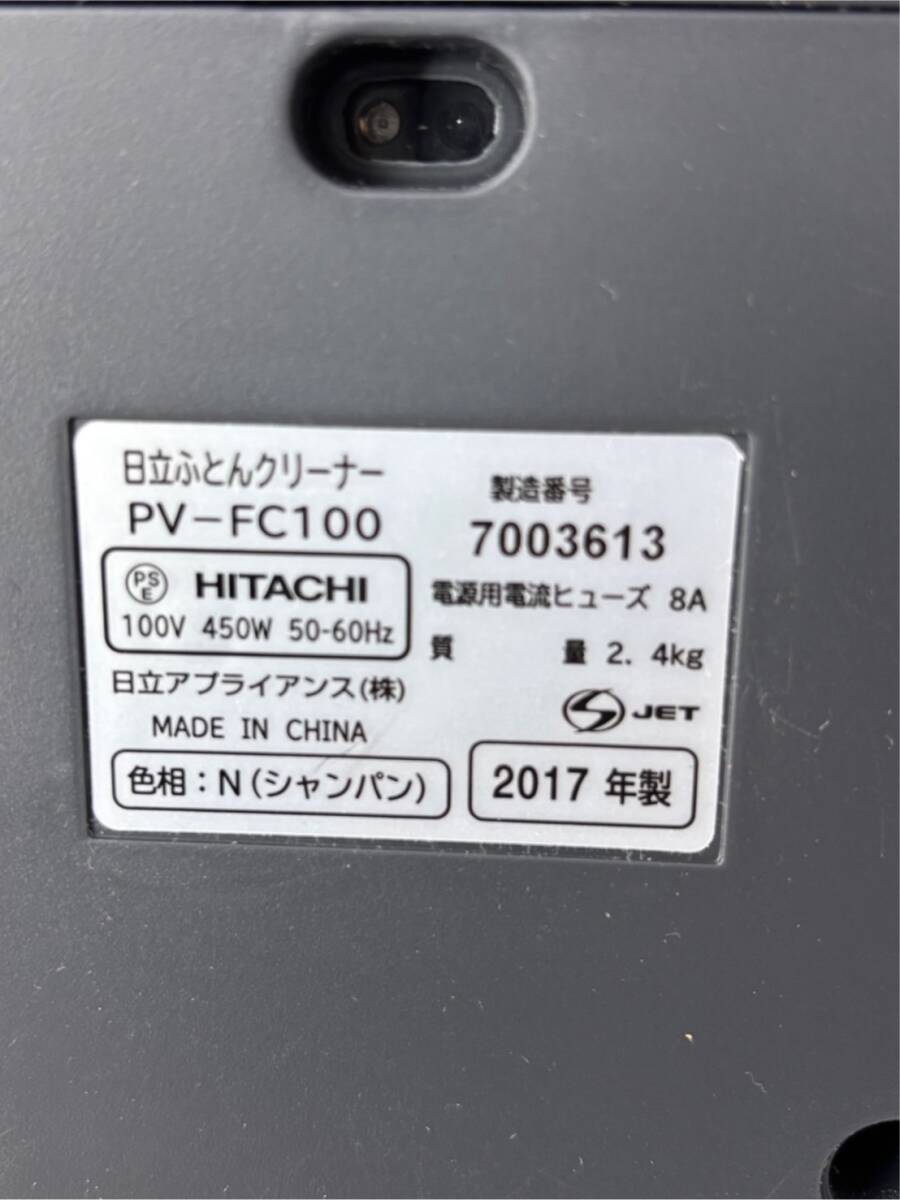 日立ふとんクリーナー
PV-FC100
PSE HITACHI
100V 450W 50-60Hz
日立アプライアンス(株)
MADE IN CHINA
色相:N(シャンパン)
製造番号
7003613
電源用電流ヒューズ 8A
質 量 2.4kg
S JET
2017 年製